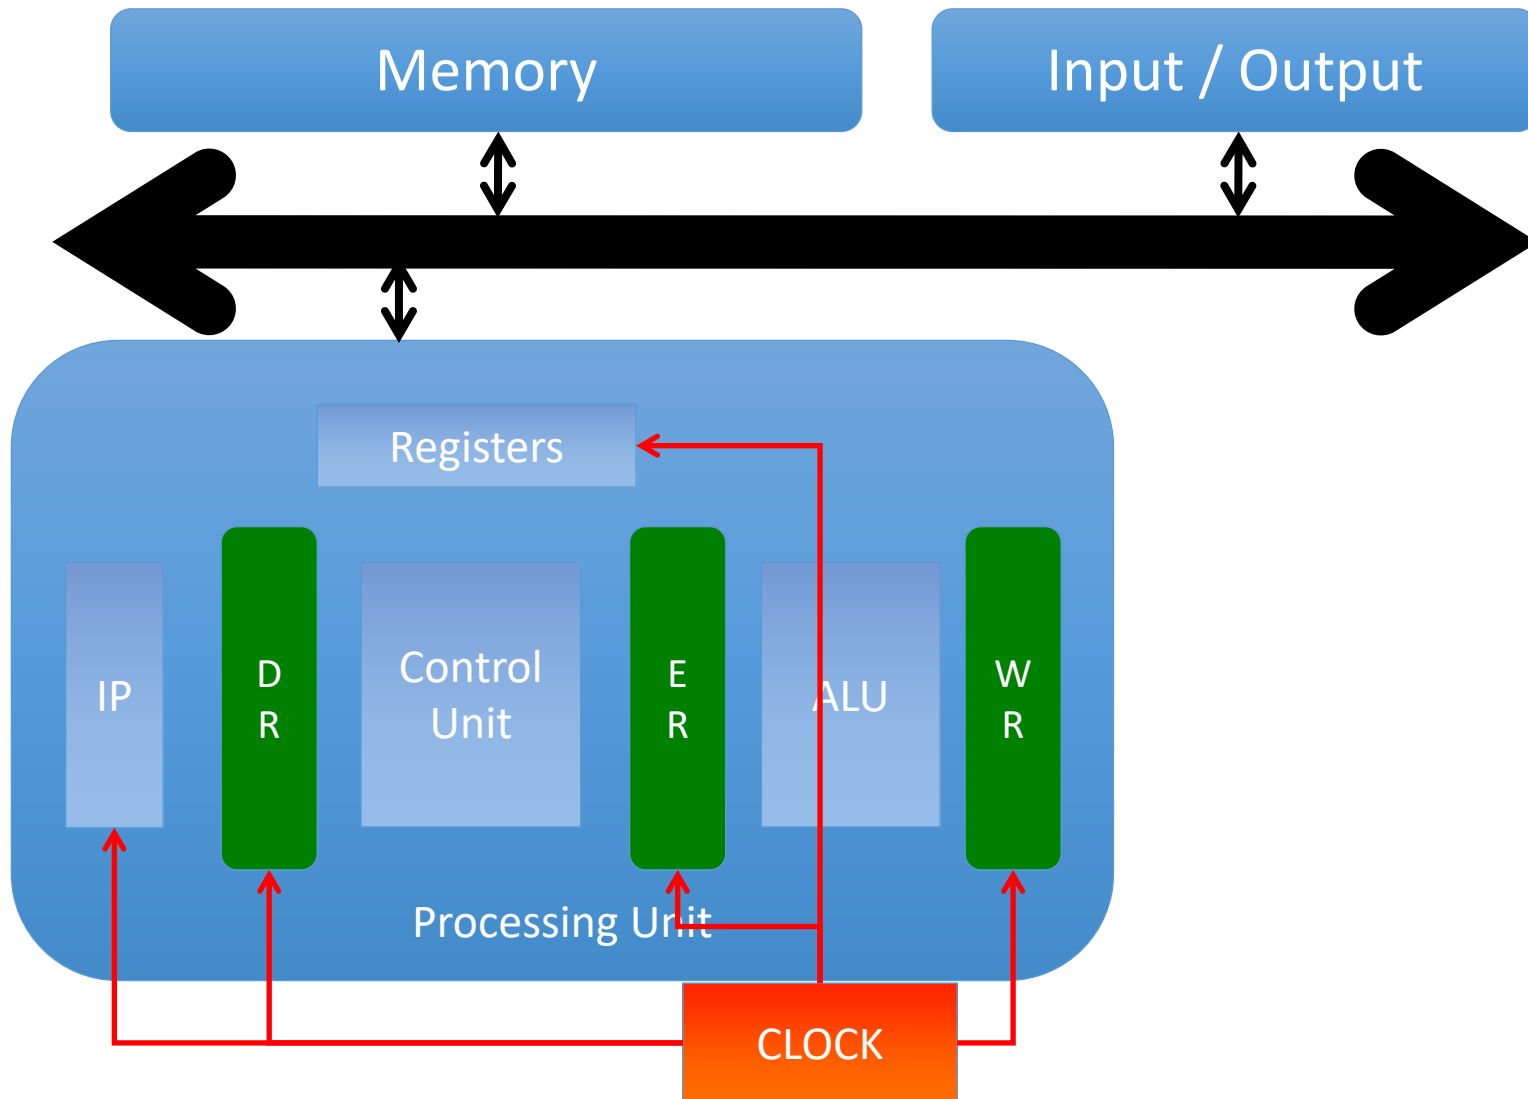 Memory
Input / Output
Registers
IP
D
R
Control
Unit
E
R
ALU
W
R
Processing Unit
CLOCK